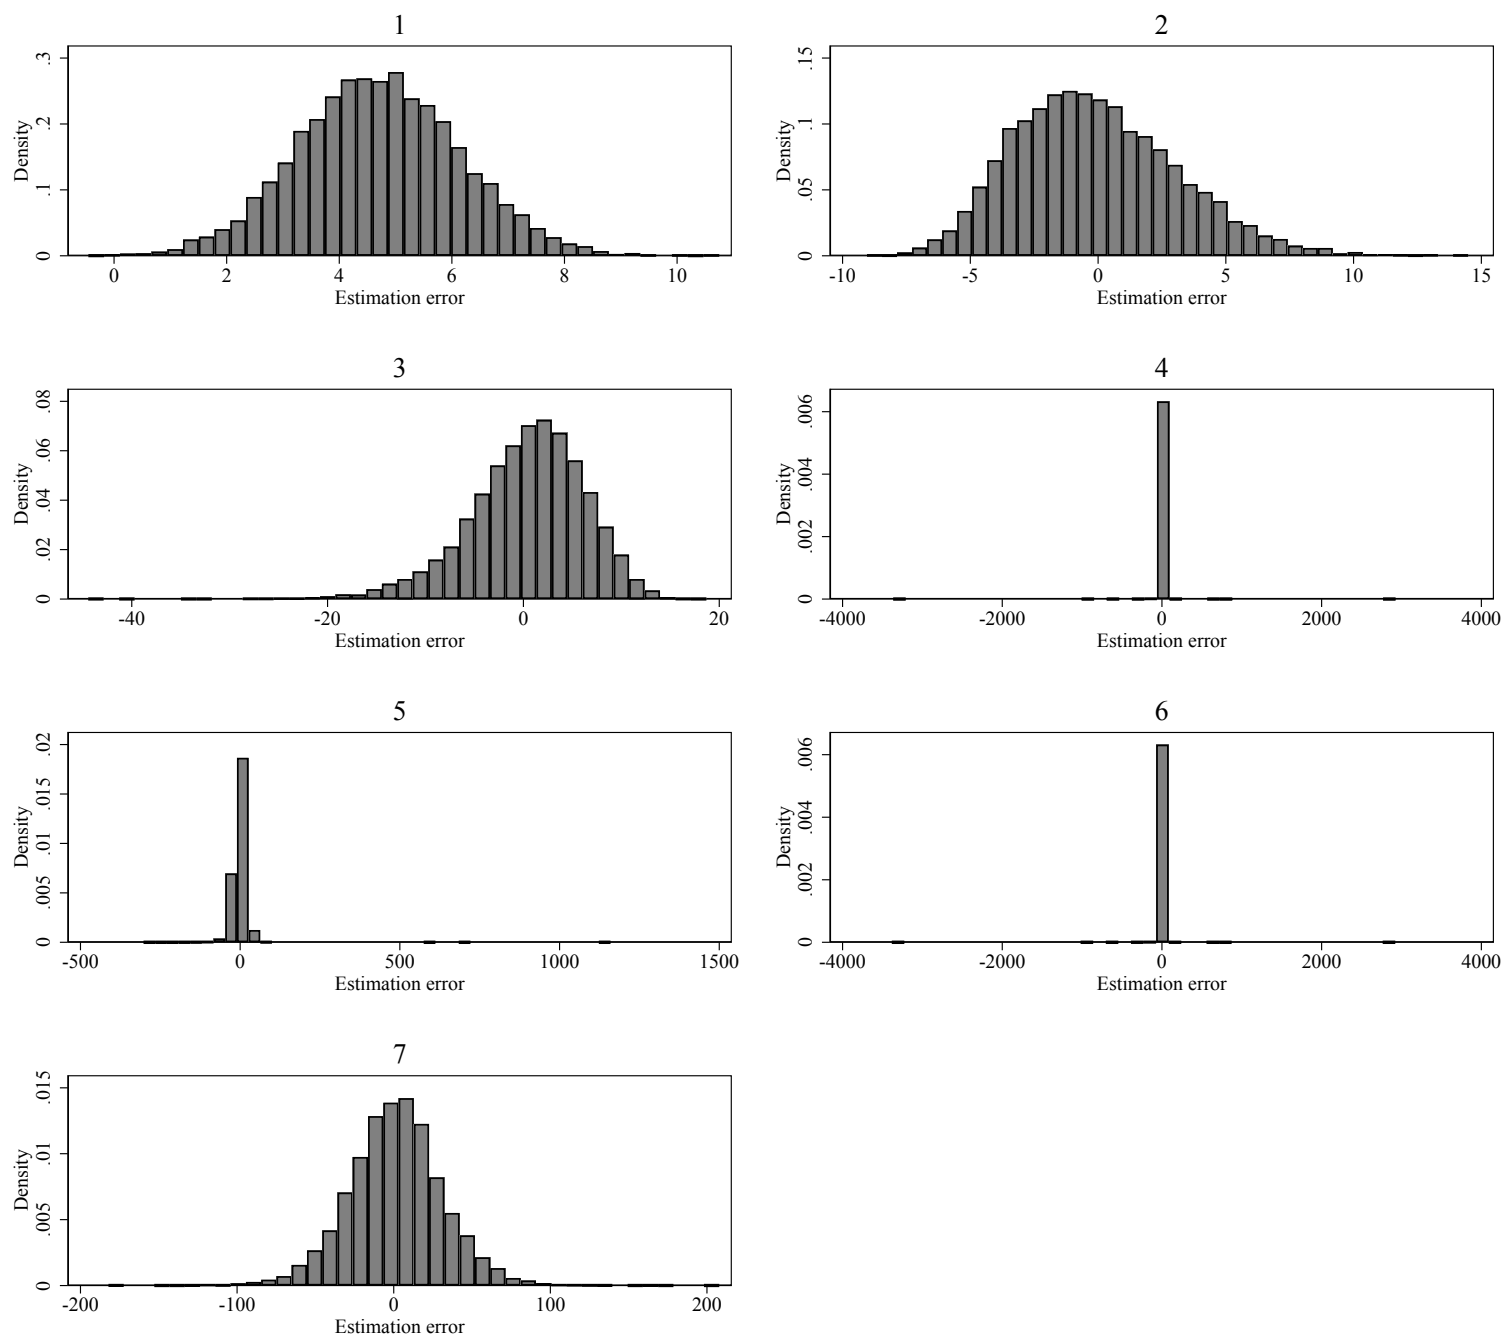 1
Density
0 .1 .2 .3
0 2 4 6 8 10
Estimation error
2
Density
0 .05 .1 .15
-10 -5 0 5 10 15
Estimation error
3
Density
0 .02 .04 .06 .08
-40 -20 0 20
Estimation error
4
Density
0 .002 .004 .006
-4000 -2000 0 2000 4000
Estimation error
5
Density
0 .005 .01 .015 .02
-500 0 500 1000 1500
Estimation error
6
Density
0 .002 .004 .006
-4000 -2000 0 2000 4000
Estimation error
7
Density
0 .005 .01 .015
-200 -100 0 100 200
Estimation error